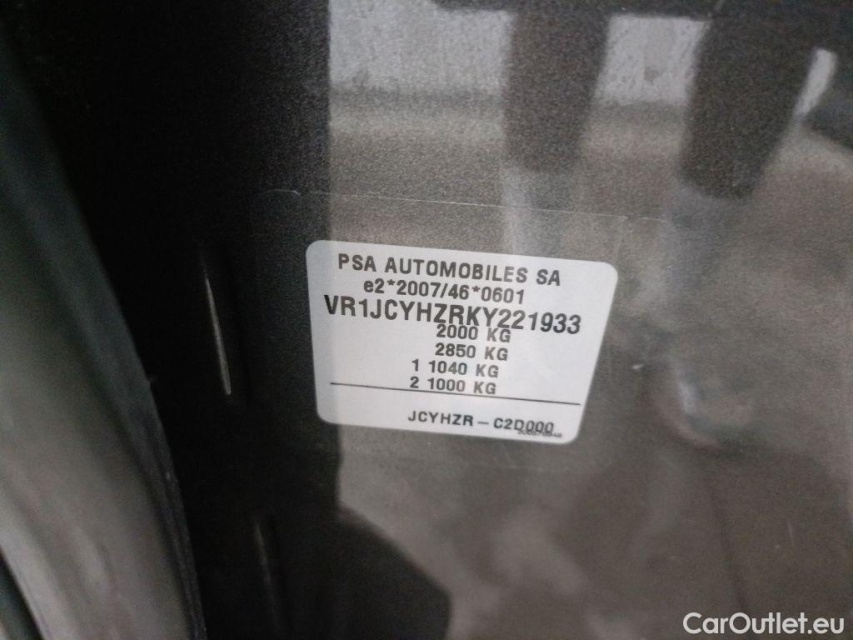 PSA AUTOMOBILES SA
e2*2007/46*0601
VR1JCYHZRKY221933
2000 KG
2850 KG
1 1040 KG
2 1000 KG
JCYHZR – C2D000
CarOutlet.eu